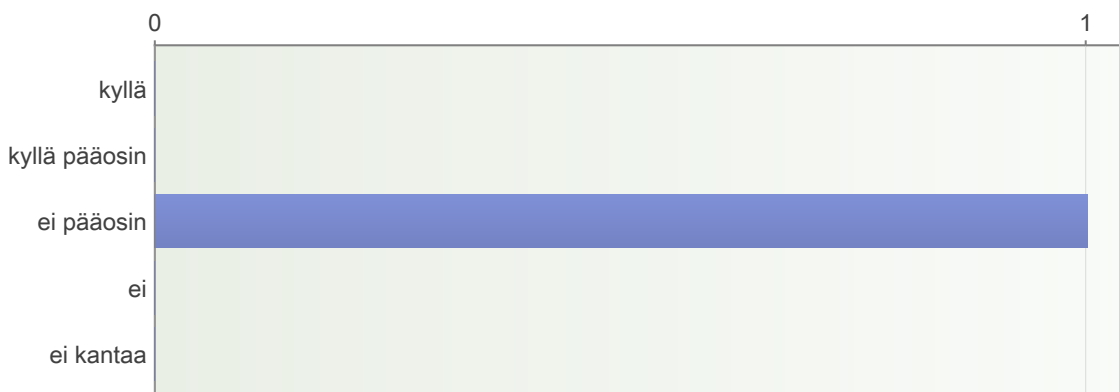 0 1
kyllä
kyllä pääosin
ei pääosin
ei
ei kantaa